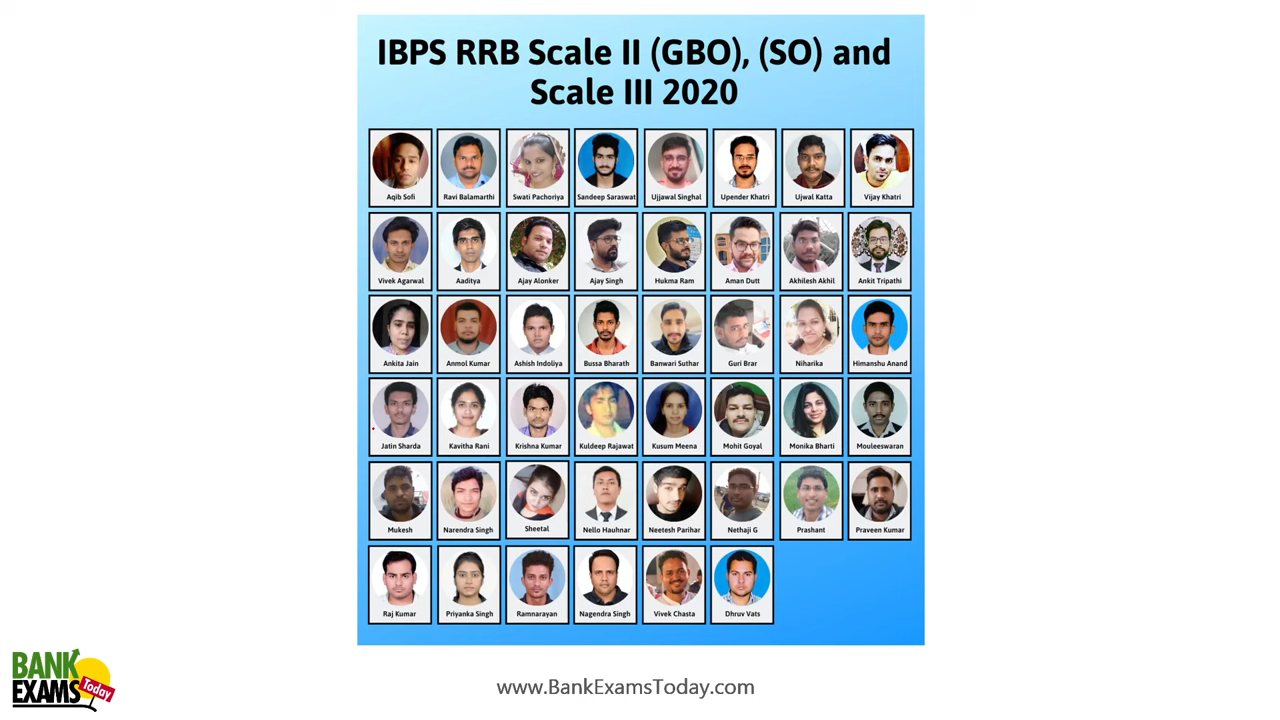 IBPS RRB Scale II (GBO), (SO) and
Scale III 2020
Aqib Sofi
Ravi Balamarthi
Swati Pachoriya
Sandeep Saraswat
Ujjawal Singhal
Upender Khatri
Ujwal Katta
Vijay Khatri
Vivek Agarwal
Aaditya
Ajay Alonker
Ajay Singh
Hukma Ram
Aman Dutt
Akhilesh Akhil
Ankit Tripathi
Ankita Jain
Anmol Kumar
Ashish Indoliya
Bussa Bharath
Banwari Suthar
Guri Brar
Niharika
Himanshu Anand
Jatin Sharda
Kavitha Rani
Krishna Kumar
Kuldeep Rajawat
Kusum Meena
Mohit Goyal
Monika Bharti
Mouleeswaran
Mukesh
Narendra Singh
Sheetal
Nello Hauhnar
Neetesh Parihar
Nethaji G
Prashant
Praveen Kumar
Raj Kumar
Priyanka Singh
Ramnarayan
Nagendra Singh
Vivek Chasta
Dhruv Vats
BANK
EXAMS
Today
www.BankExamsToday.com